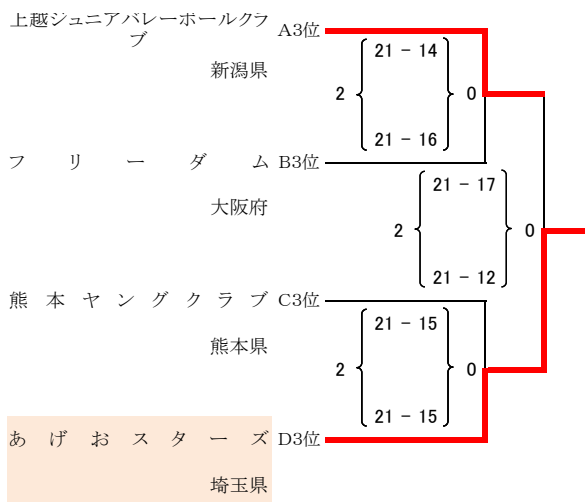 上越ジュニアバレーボールクラ
ブ
A3位
新潟県
21 - 14
2
0
21 - 16
フリーダム
B3位
大阪府
21 - 17
2
0
21 - 12
熊本ヤングクラブ
C3位
熊本県
21 - 15
2
0
21 - 15
あげおスターズ
D3位
埼玉県